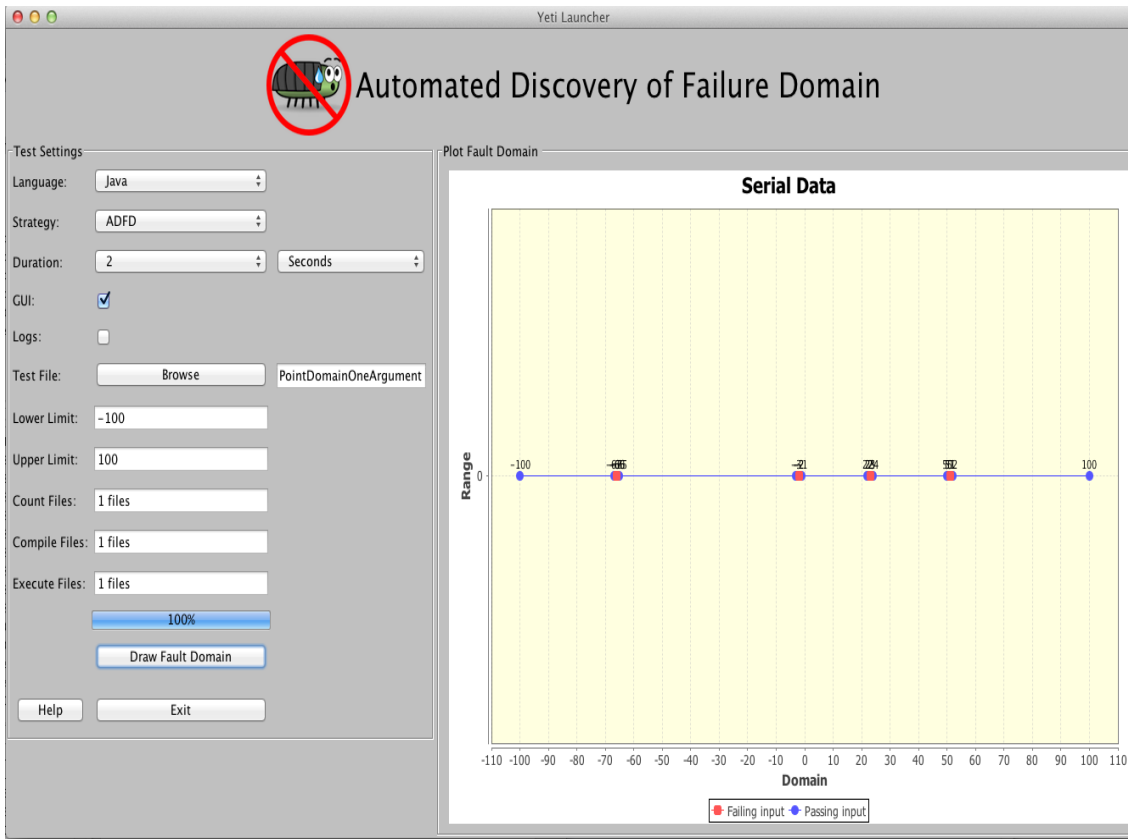 Yeti Launcher
Automated Discovery of Failure Domain
Test Settings
Language:
Java
Strategy:
ADFD
Duration:
2
Seconds
GUI:
Logs:
Test File:
Browse
PointDomainOneArgument
Lower Limit:
-100
Upper Limit:
100
Count Files:
1 files
Compile Files:
1 files
Execute Files:
1 files
100%
Draw Fault Domain
Help
Exit
Plot Fault Domain
Serial Data
Range
0
-100
100
-110 -100 -90 -80 -70 -60 -50 -40 -30 -20 -10 0 10 20 30 40 50 60 70 80 90 100 110
Domain
Failing input
Passing input